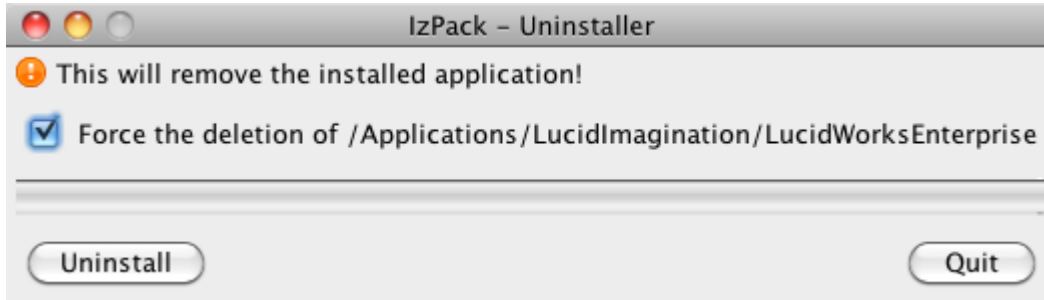 IzPack – Uninstaller
This will remove the installed application!
Force the deletion of /Applications/LucidImagination/LucidWorksEnterprise
Uninstall
Quit